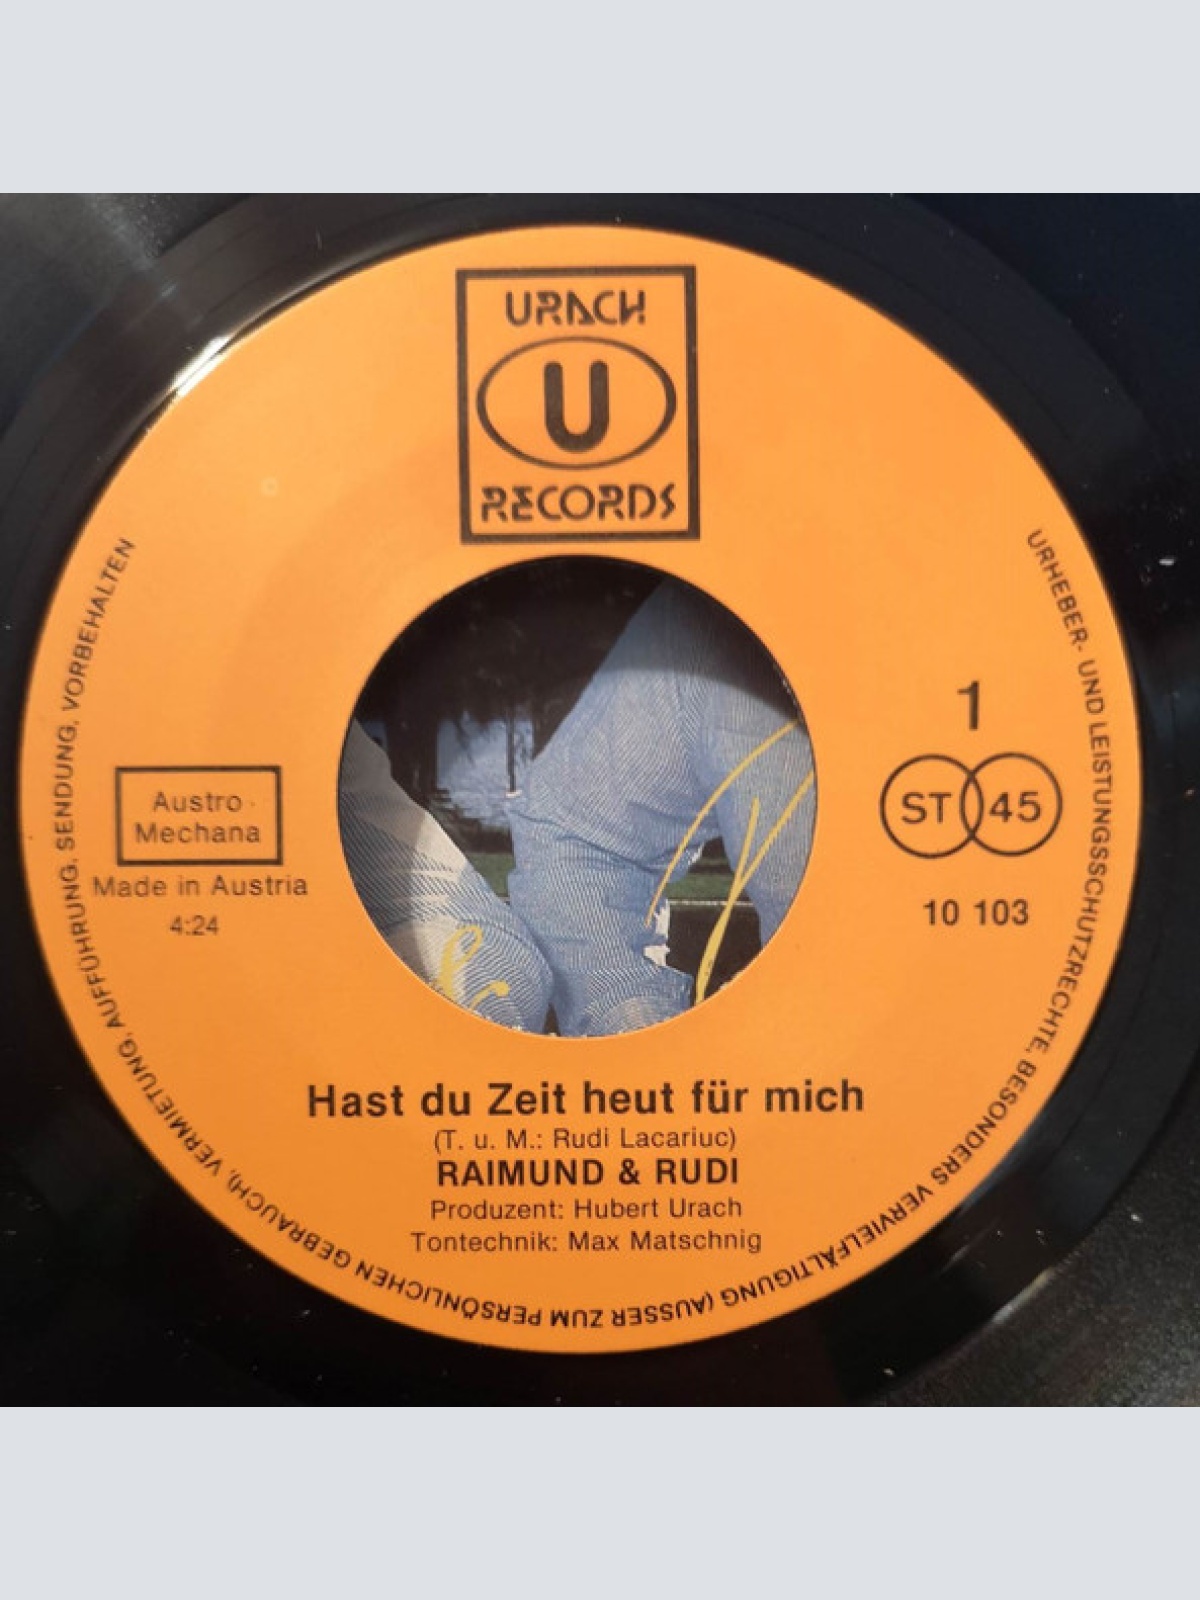 URACH
U
RECORDS
1
ST 45
10 103
Austro
Mechana
Made in Austria
4:24
Hast du Zeit heut für mich
(T. u. M.: Rudi Lacariuc)
RAIMUND & RUDI
Produzent: Hubert Urach
Tontechnik: Max Matschnig
URHEBER- UND LEISTUNGSSCHUTZRECHTE, BESONDERS VERVIELFÄLTIGUNG (AUSSER ZUM PERSÖNLICHEN GEBRAUCH), VERMIETUNG, AUFFÜHRUNG, SENDUNG, VORBEHALTEN